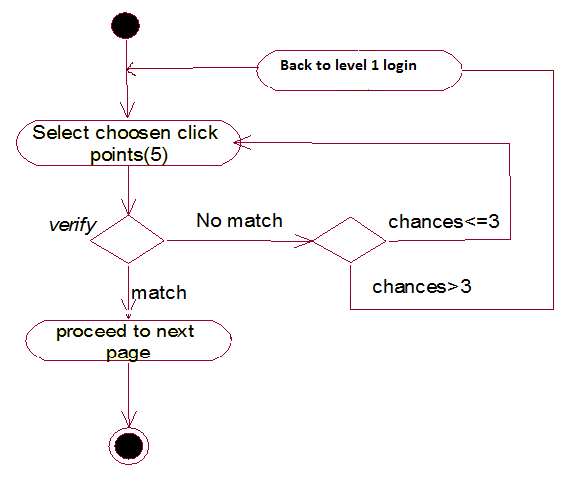 Back to level 1 login
Select choosen click
points(5)
verify
No match
chances<=3
chances>3
match
proceed to next
page